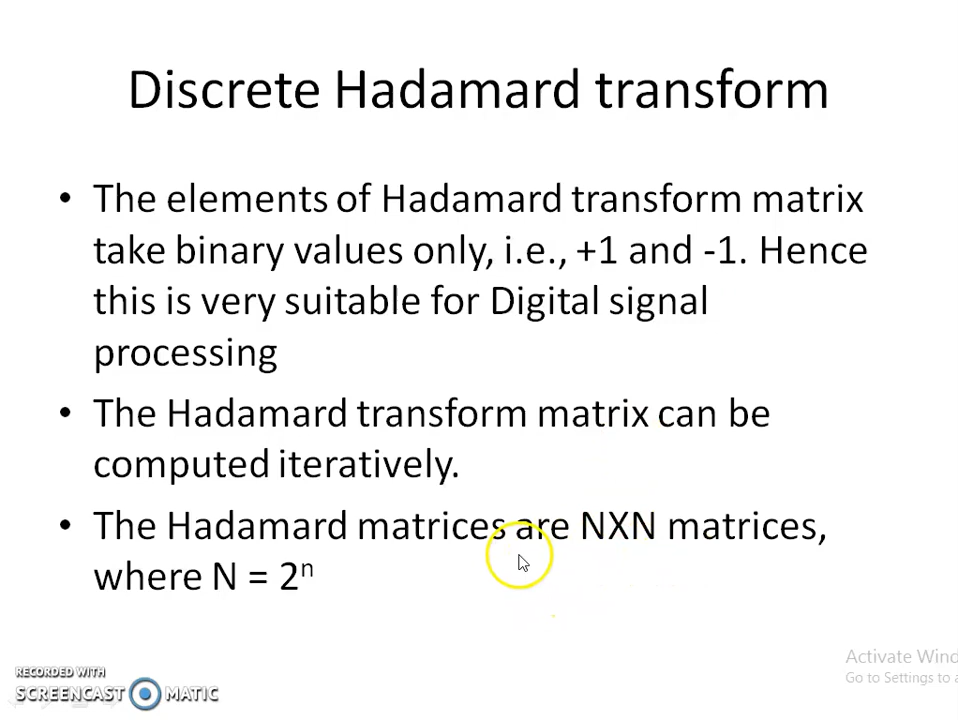 Discrete Hadamard transform
• The elements of Hadamard transform matrix
take binary values only, i.e., +1 and -1. Hence
this is very suitable for Digital signal
processing
• The Hadamard transform matrix can be
computed iteratively.
• The Hadamard matrices are NXN matrices,
where N = 2ⁿ
Activate Wind
Go to Settings to a
RECORDED WITH
SCREENCAST MATIC